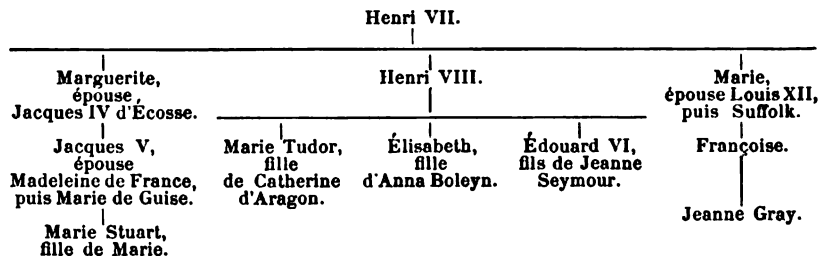 Henri VII.
Marguerite,
épouse
Jacques IV d'Écosse.
Henri VIII.
Marie,
épouse Louis XII,
puis Suffolk.
Jacques V,
épouse
Madeleine de France,
puis Marie de Guise.
Marie Tudor,
fille
de Catherine
d'Aragon.
Élisabeth,
fille
d'Anna Boleyn.
Édouard VI,
fils de Jeanne
Seymour.
Françoise.
Marie Stuart,
fille de Marie.
Jeanne Gray.